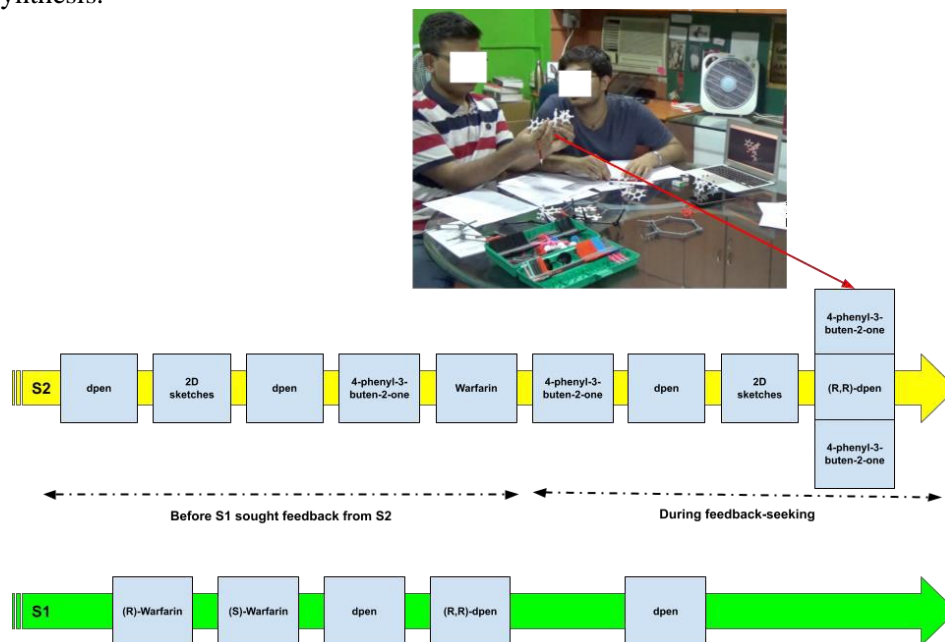 ynthesis.
4-phenyl-3-
buten-2-one
S2
dpen
2D
sketches
dpen
4-phenyl-3-
buten-2-one
Warfarin
4-phenyl-3-
buten-2-one
dpen
2D
sketches
(R,R)-dpen
4-phenyl-3-
buten-2-one
Before S1 sought feedback from S2
During feedback-seeking
S1
(R)-Warfarin
(S)-Warfarin
dpen
(R,R)-dpen
dpen